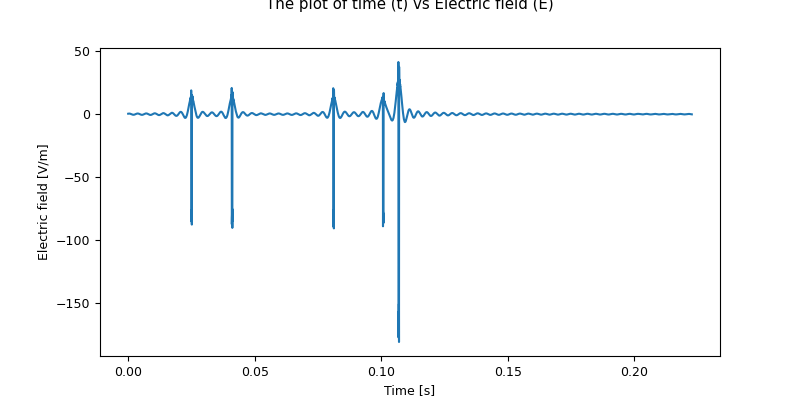 The plot of time (t) vs Electric field (E)
50
0
−50
−100
−150
Electric field [V/m]
0.00 0.05 0.10 0.15 0.20
Time [s]